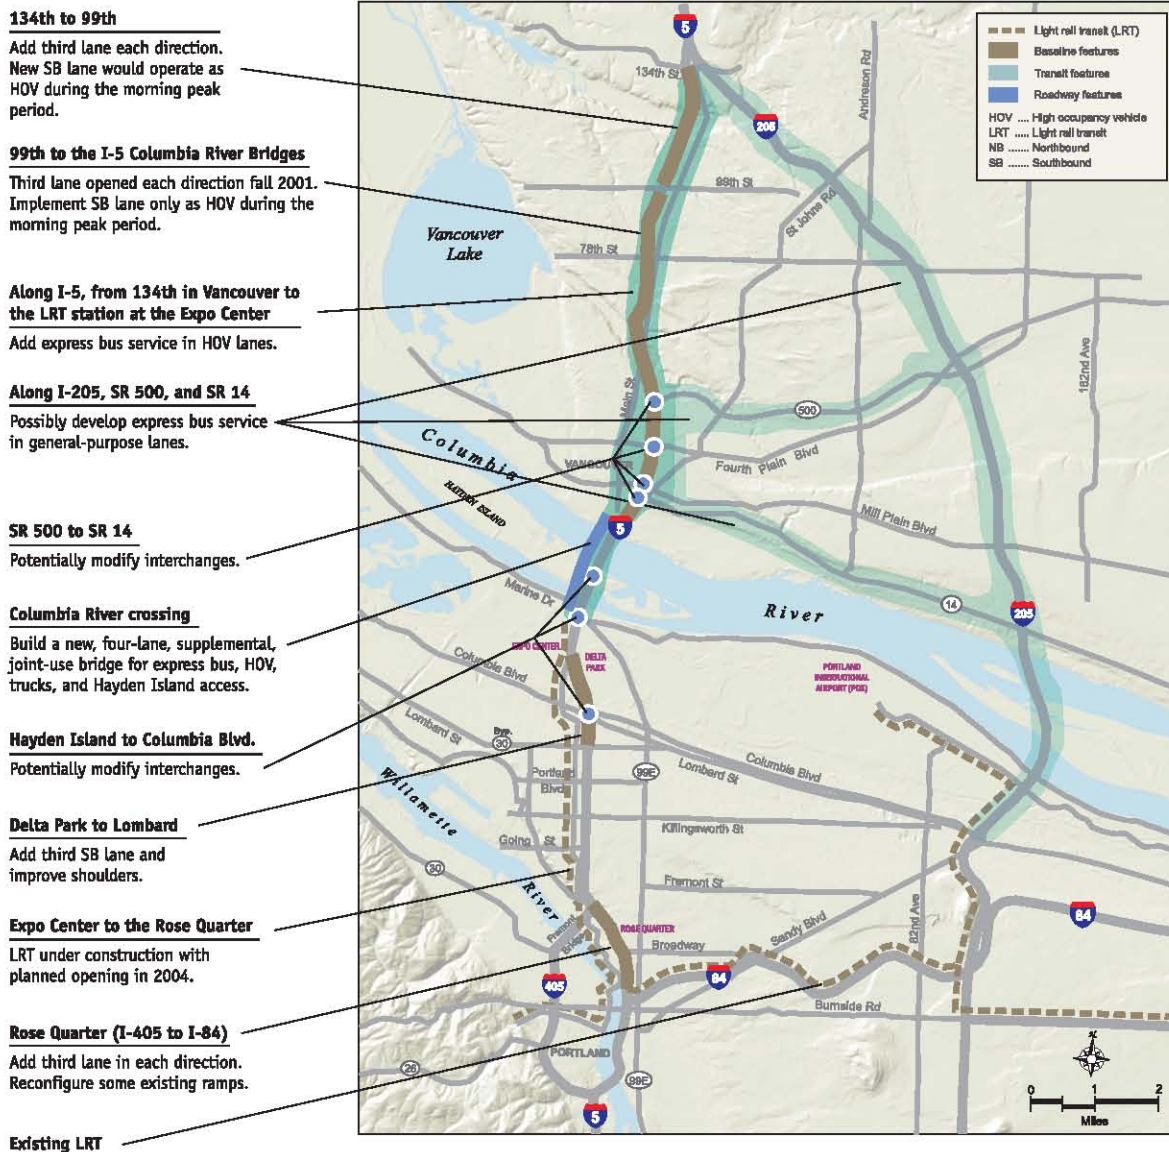 134th to 99th
Add third lane each direction.
New SB lane would operate as
HOV during the morning peak
period.
99th to the I-5 Columbia River Bridges
Third lane opened each direction fall 2001.
Implement SB lane only as HOV during the
morning peak period.
Along I-5, from 134th in Vancouver to
the LRT station at the Expo Center
Add express bus service in HOV lanes.
Along I-205, SR 500, and SR 14
Possibly develop express bus service
in general-purpose lanes.
SR 500 to SR 14
Potentially modify interchanges.
Columbia River crossing
Build a new, four-lane, supplemental,
joint-use bridge for express bus, HOV,
trucks, and Hayden Island access.
Hayden Island to Columbia Blvd.
Potentially modify interchanges.
Delta Park to Lombard
Add third SB lane and
improve shoulders.
Expo Center to the Rose Quarter
LRT under construction with
planned opening in 2004.
Rose Quarter (I-405 to I-84)
Add third lane in each direction.
Reconfigure some existing ramps.
Existing LRT
Light rail transit (LRT)
Baseline features
Transit features
Roadway features
HOV .... High occupancy vehicle
LRT ..... Light rail transit
NB ....... Northbound
SB ....... Southbound
5
134th St
205
Andreson Rd
99th St
St Johns Rd
Vancouver
Lake
78th St
162nd Ave
Main St
500
Columbia
VANCOUVER
Fourth Plain Blvd
HAYDEN ISLAND
Mill Plain Blvd
5
Marine Dr
River
14
205
EXPO CENTER
DELTA
PARK
PORTLAND
INTERNATIONAL
AIRPORT (PDX)
Columbia Blvd
Lombard St
BYP
30
Portland
Blvd
99E
Lombard St
Columbia Blvd
Willamette
River
Killingsworth St
Going St
30
Fremont St
82nd Ave
84
Fremont
Bridge
ROSE QUARTER
Broadway
Sandy Blvd
405
84
Burnside Rd
PORTLAND
26
99E
5
N
0 1 2
Miles